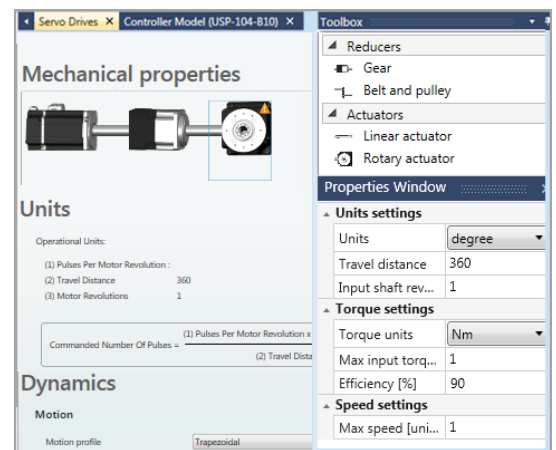 Servo Drives
Controller Model (USP-104-B10)
Mechanical properties
Units
Operational Units:
(1) Pulses Per Motor Revolution :
(2) Travel Distance 360
(3) Motor Revolutions 1
Commanded Number Of Pulses =
(1) Pulses Per Motor Revolution x
(2) Travel
Dynamics
Motion
Motion profile Trapezoidal
Toolbox
Reducers
Gear
Belt and pulley
Actuators
Linear actuator
Rotary actuator
Properties Window
Units settings
Units degree
Travel distance 360
Input shaft rev...  1
Torque settings
Torque units Nm
Max input torq... 1
Efficiency [%] 90
Speed settings
Max speed [uni... 1